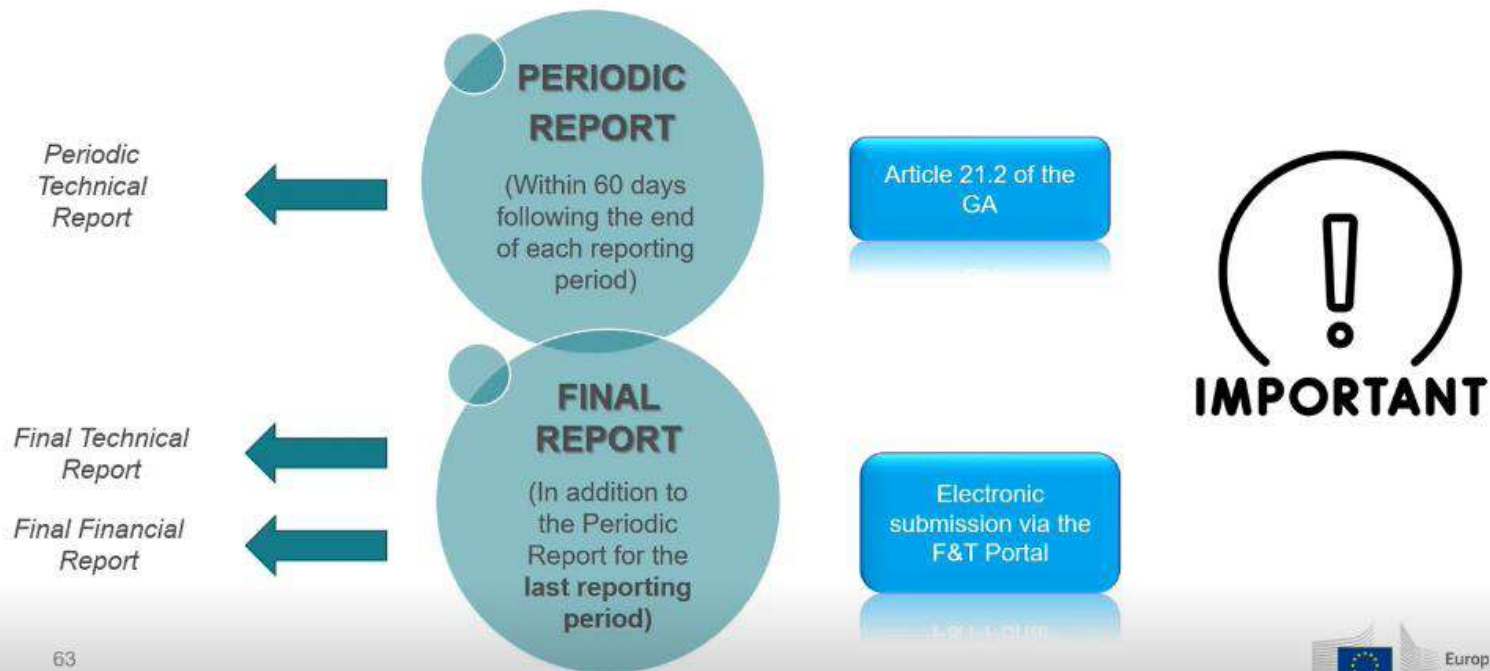 PERIODIC
REPORT
(Within 60 days
following the end
of each reporting
period)
Periodic
Technical
Report
Article 21.2 of the
GA
IMPORTANT
FINAL
REPORT
(In addition to
the Periodic
Report for the
last reporting
period)
Final Technical
Report
Final Financial
Report
Electronic
submission via the
F&T Portal
63
Europ